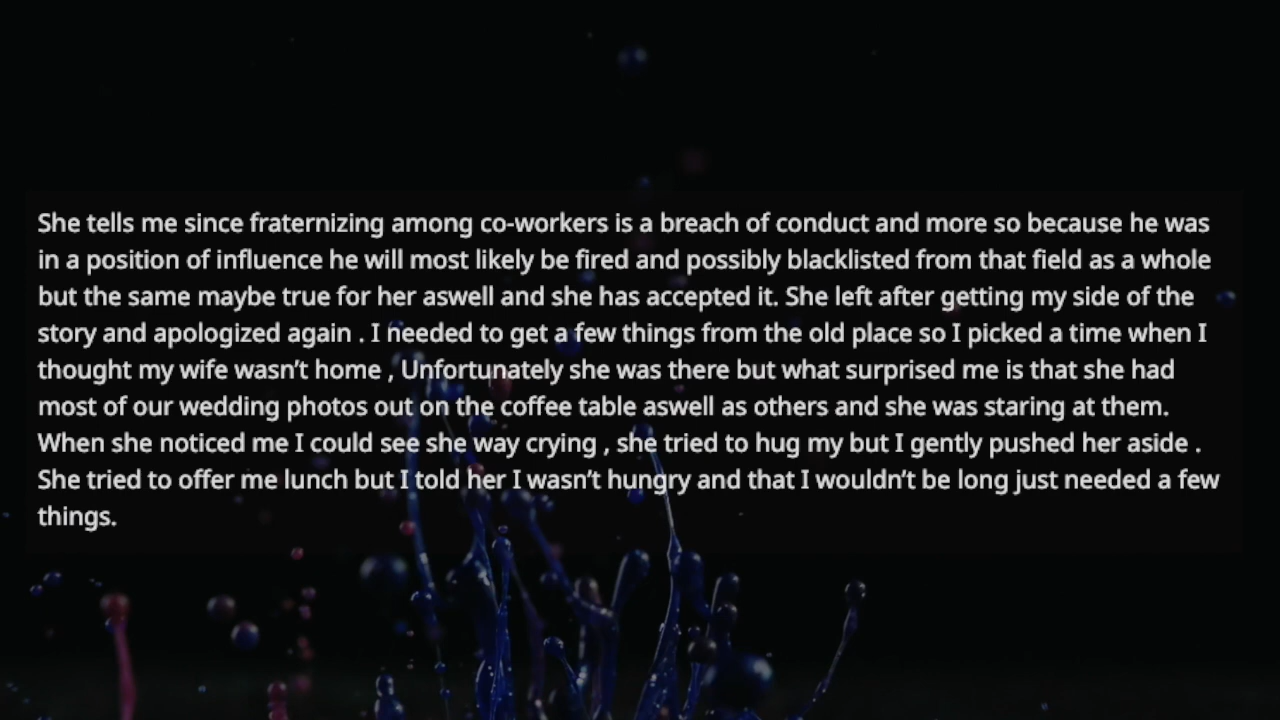 She tells me since fraternizing among co-workers is a breach of conduct and more so because he was
in a position of influence he will most likely be fired and possibly blacklisted from that field as a whole
but the same maybe true for her aswell and she has accepted it. She left after getting my side of the
story and apologized again . I needed to get a few things from the old place so I picked a time when I
thought my wife wasn’t home , Unfortunately she was there but what surprised me is that she had
most of our wedding photos out on the coffee table aswell as others and she was staring at them.
When she noticed me I could see she way crying , she tried to hug my but I gently pushed her aside .
She tried to offer me lunch but I told her I wasn’t hungry and that I wouldn’t be long just needed a few
things.